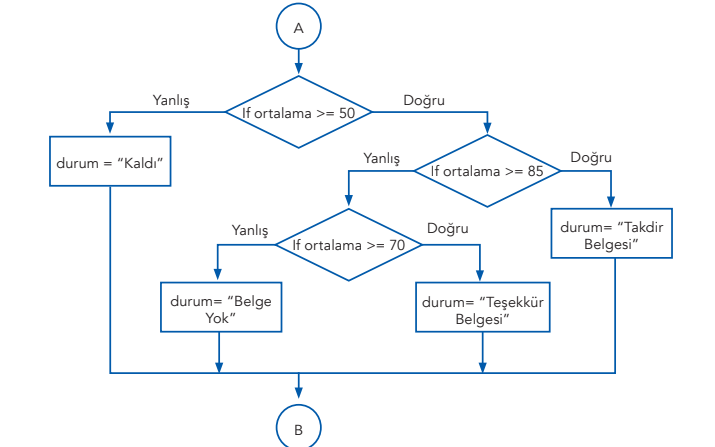 A
Yanlış
If ortalama >= 50
Doğru
durum = “Kaldı”
Yanlış
If ortalama >= 85
Doğru
Yanlış
If ortalama >= 70
Doğru
durum= “Takdir
Belgesi”
durum= “Belge
Yok”
durum= “Teşekkür
Belgesi”
B